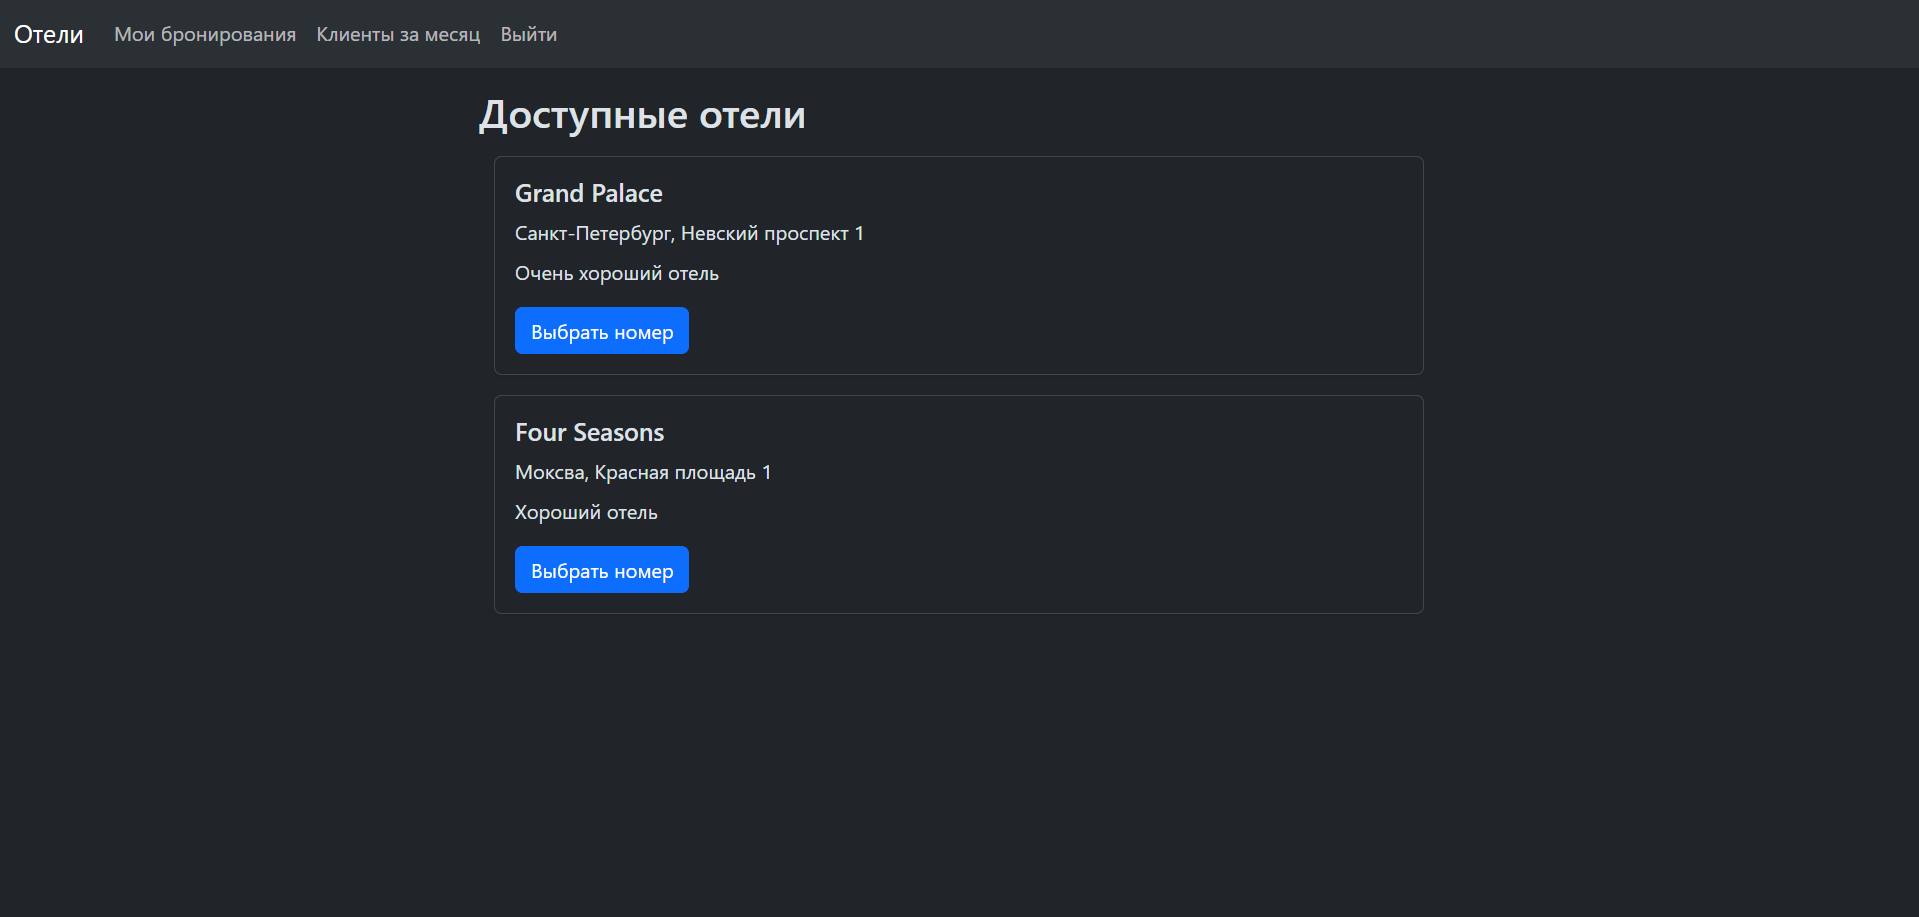 Отели Мои бронирования Клиенты за месяц Выйти
Доступные отели
Grand Palace
Санкт-Петербург, Невский проспект 1
Очень хороший отель
Выбрать номер
Four Seasons
Моксва, Красная площадь 1
Хороший отель
Выбрать номер